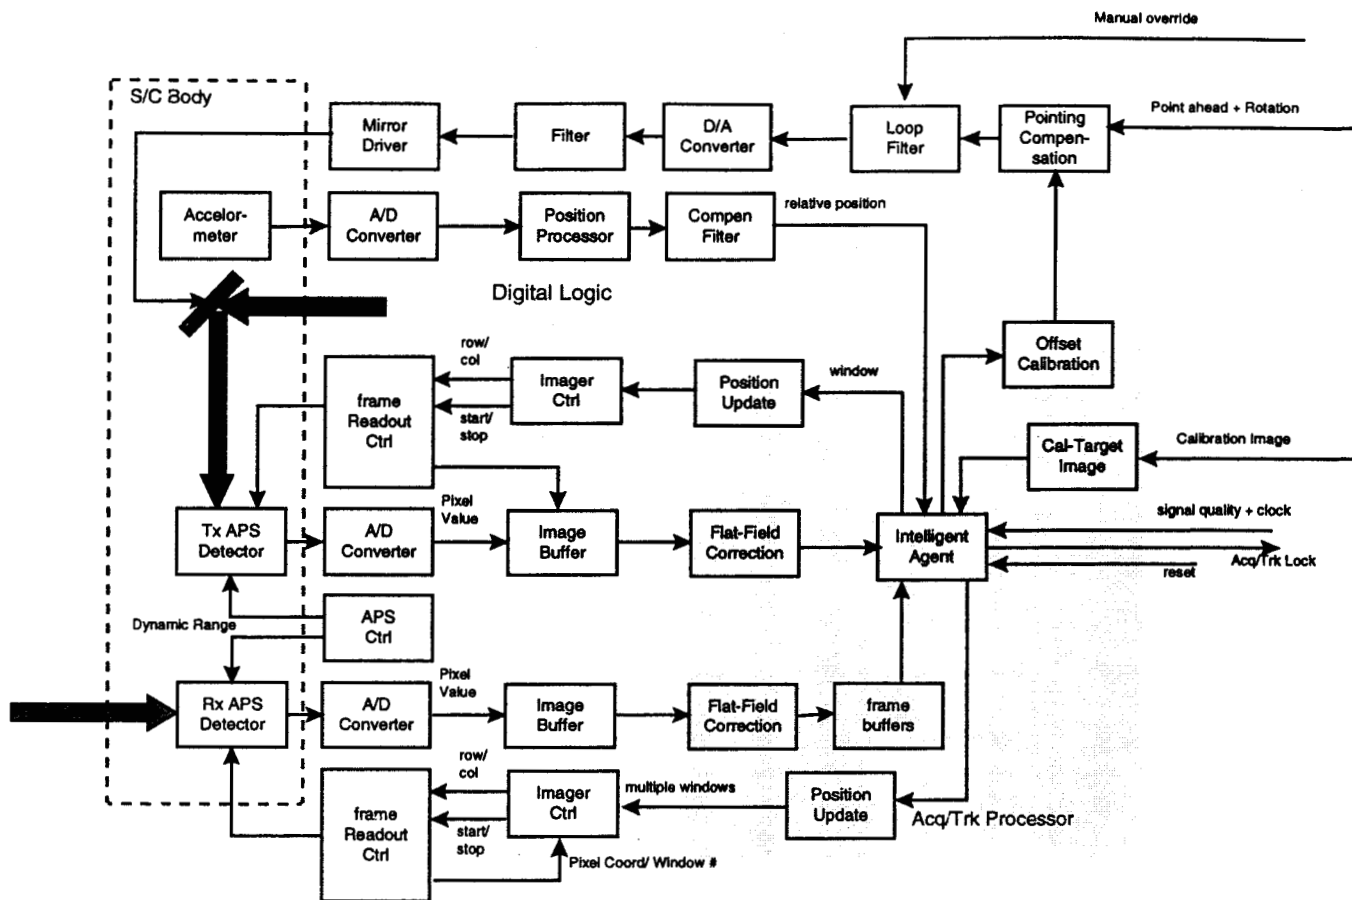 Manual override
S/C Body
Mirror
Driver
Filter
D/A
Converter
Loop
Filter
Pointing
Compen-
sation
Point ahead + Rotation
Accelor-
meter
A/D
Converter
Position
Processor
Compen
Filter
relative position
Digital Logic
Offset
Calibration
frame
Readout
Ctrl
row/
col
start/
stop
Imager
Ctrl
Position
Update
window
Cal-Target
Image
Calibration Image
Tx APS
Detector
A/D
Converter
Pixel
Value
Image
Buffer
Flat-Field
Correction
Intelligent
Agent
signal quality + clock
Acq/Trk Lock
reset
Dynamic Range
APS
Ctrl
Rx APS
Detector
A/D
Converter
Pixel
Value
Image
Buffer
Flat-Field
Correction
frame
buffers
frame
Readout
Ctrl
row/
col
start/
stop
Imager
Ctrl
multiple windows
Position
Update
Acq/Trk Processor
Pixel Coord/ Window #